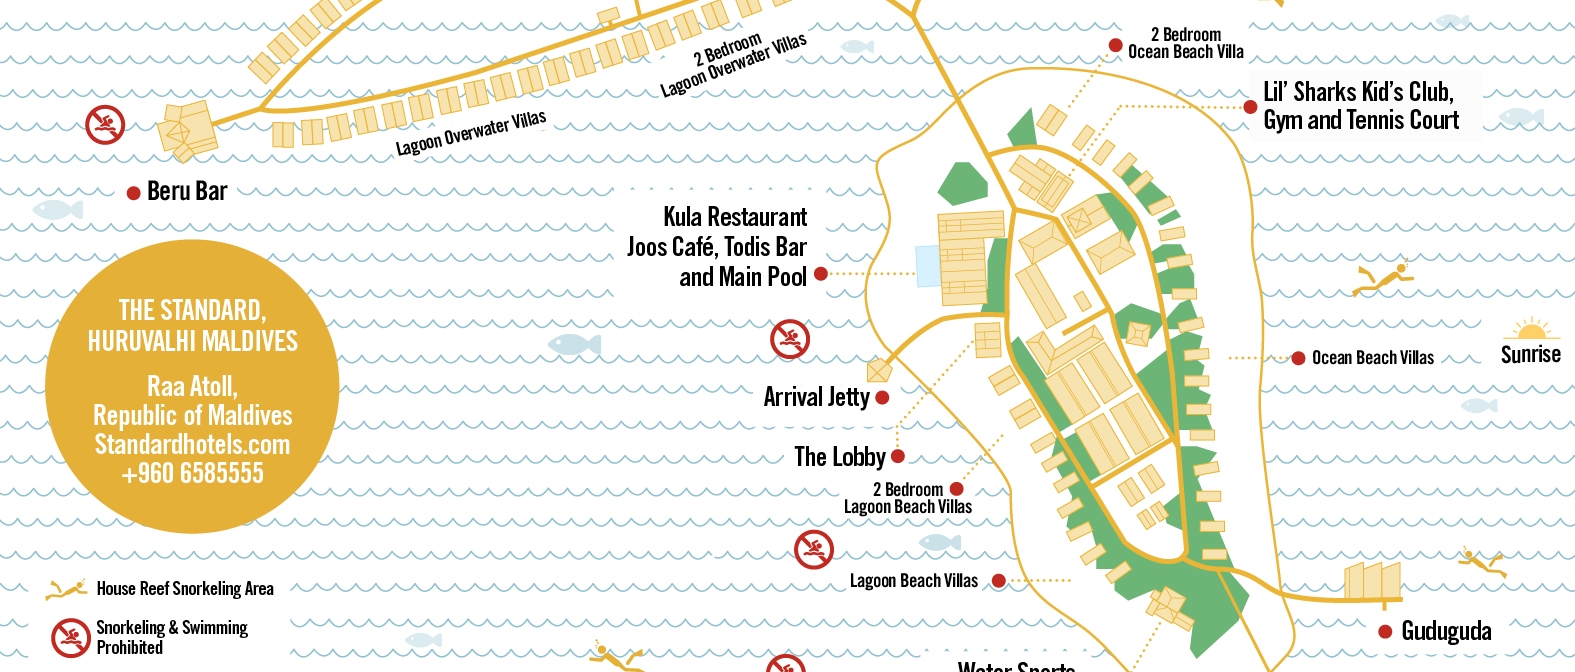 2 Bedroom
Ocean Beach Villa
2 Bedroom
Lagoon Overwater Villas
Lil' Sharks Kid's Club,
Gym and Tennis Court
Lagoon Overwater Villas
Beru Bar
Kula Restaurant
Joos Café, Todis Bar
and Main Pool
THE STANDARD,
HURUVALHI MALDIVES
Raa Atoll,
Republic of Maldives
Standardhotels.com
+960 6585555
Sunrise
Ocean Beach Villas
Arrival Jetty
The Lobby
2 Bedroom
Lagoon Beach Villas
Lagoon Beach Villas
House Reef Snorkeling Area
Snorkeling & Swimming
Prohibited
Guduguda
Water Sports